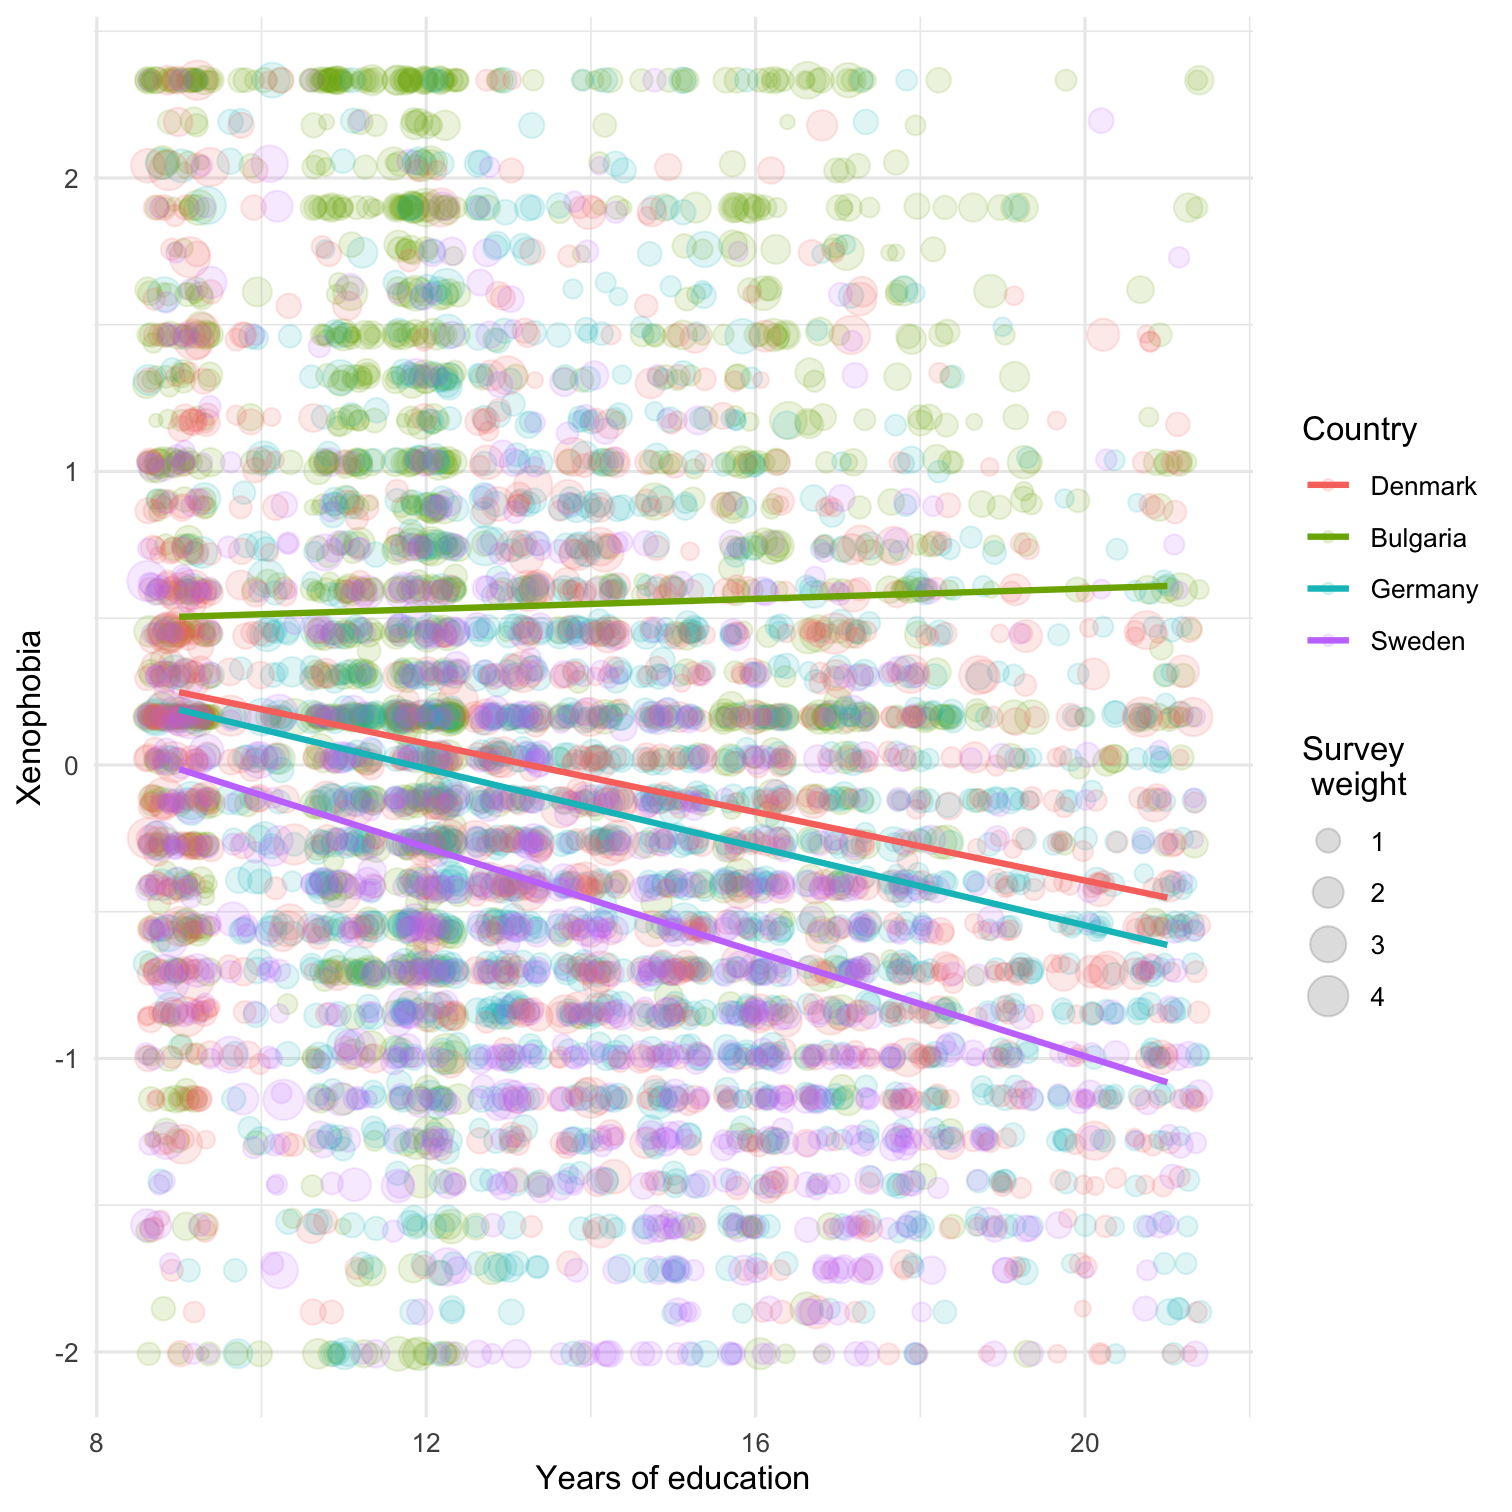 2
1
0
-1
-2
8
12
16
20
Xenophobia
Years of education
Country
Denmark
Bulgaria
Germany
Sweden
Survey
weight
1
2
3
4